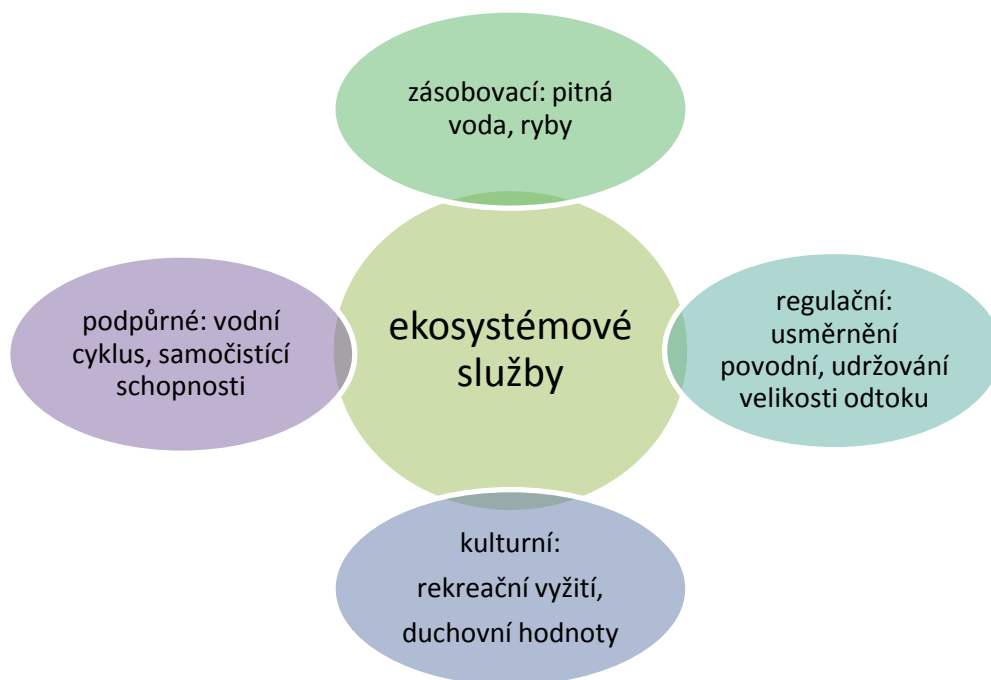 zásobovací: pitná
voda, ryby
podpůrné: vodní
cyklus, samočistící
schopnosti
ekosystémové
služby
regulační:
usměrnění
povodní, udržování
velikosti odtoku
kulturní:
rekreační vyžití,
duchovní hodnoty